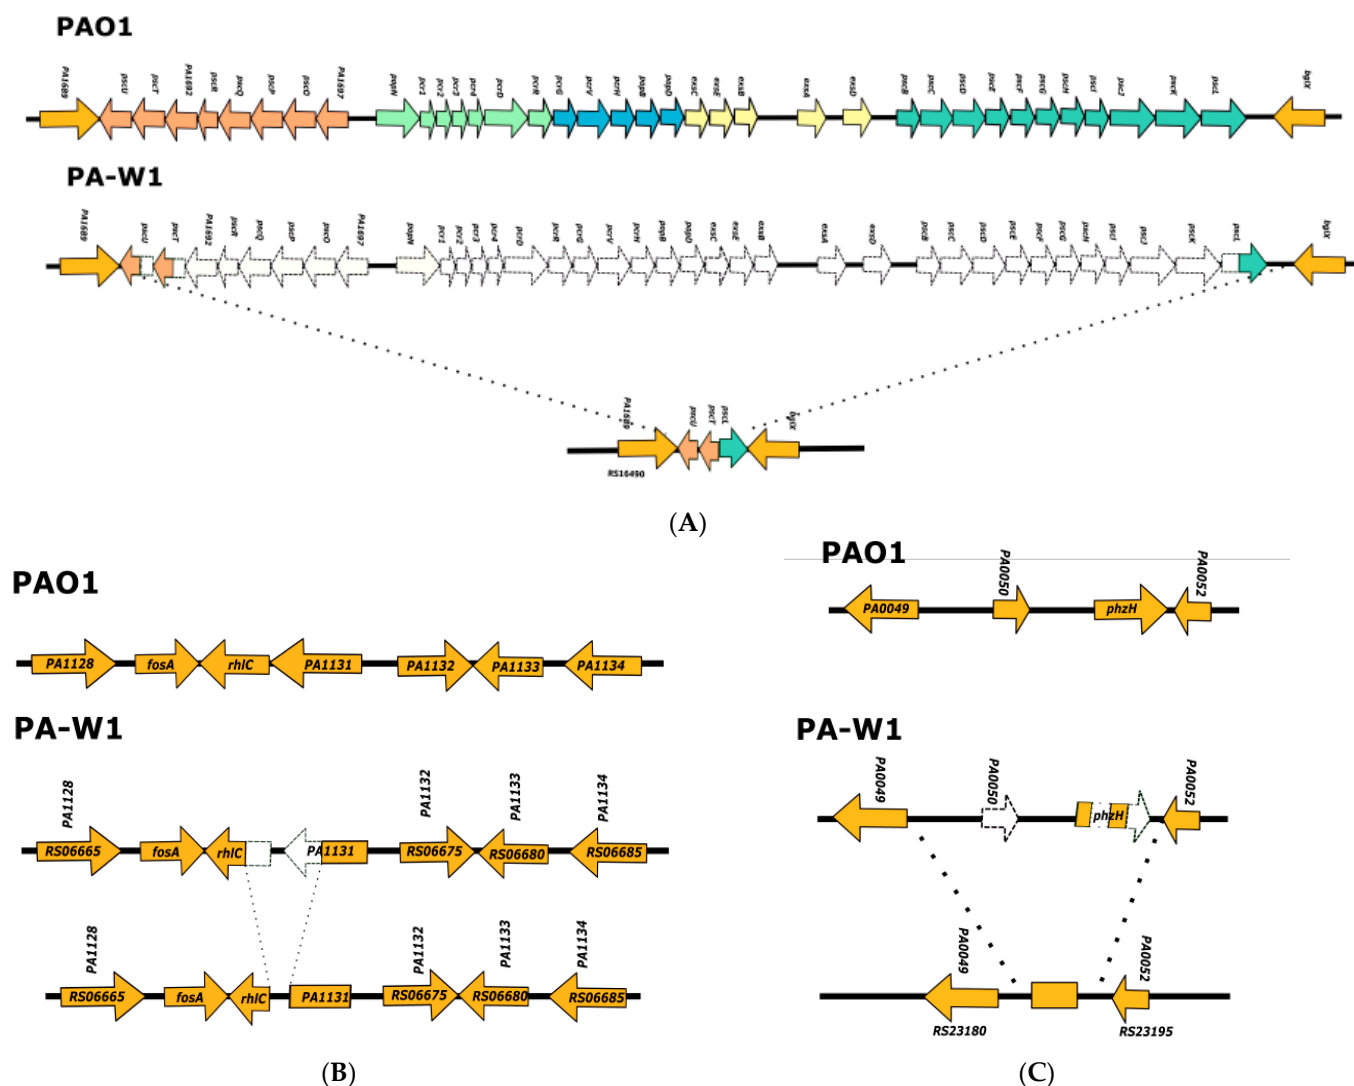 PAO1
PA1689 pscU pscT PA1692 pscR pscQ pscP pscO PA1697 popN pcr1 pcr2 pcr3 pcr4 pcrD pcrR pcrG pcrV pcrH popB popD exsC exsE exsB exsA exsD pscB pscC pscD pscE pscF pscG pscH pscI pscJ pscK pscL bglX
PA-W1
PA1689 pscU pscT PA1692 pscR pscQ pscP pscO PA1697 popN pcr1 pcr2 pcr3 pcr4 pcrD pcrR pcrG pcrV pcrH popB popD exsC exsE exsB exsA exsD pscB pscC pscD pscE pscF pscG pscH pscI pscJ pscK pscL bglX
PA1689 pscU pscT pscL bglX
RS16490
(A)
PAO1
PA1128 fosA rhlC PA1131 PA1132 PA1133 PA1134
PA-W1
PA1128 PA1132 PA1133 PA1134
RS06665 fosA rhlC PA1131 RS06675 RS06680 RS06685
PA1128 PA1132 PA1133 PA1134
RS06665 fosA rhlC PA1131 RS06675 RS06680 RS06685
(B)
PAO1
PA0049 PA0050 phzH PA0052
PA-W1
PA0049 PA0050 phzH PA0052
PA0049 PA0052
RS23180 RS23195
(C)